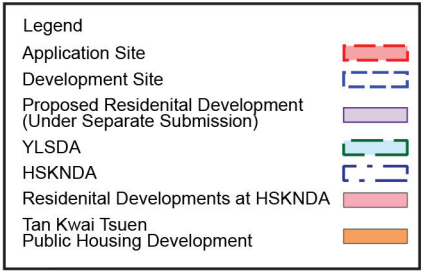 Legend
Application Site
Development Site
Proposed Residenital Development
(Under Separate Submission)
YLSDA
HSKNDA
Residenital Developments at HSKNDA
Tan Kwai Tsuen
Public Housing Development